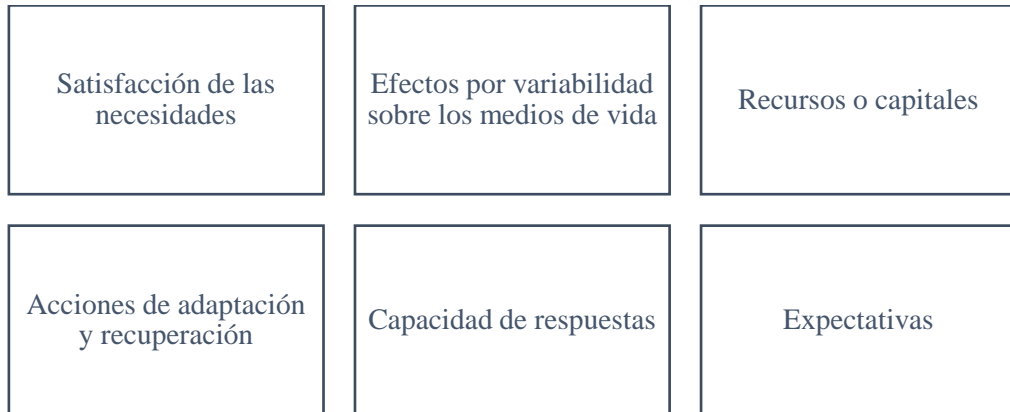 Satisfacción de las
necesidades
Efectos por variabilidad
sobre los medios de vida
Recursos o capitales
Acciones de adaptación
y recuperación
Capacidad de respuestas
Expectativas